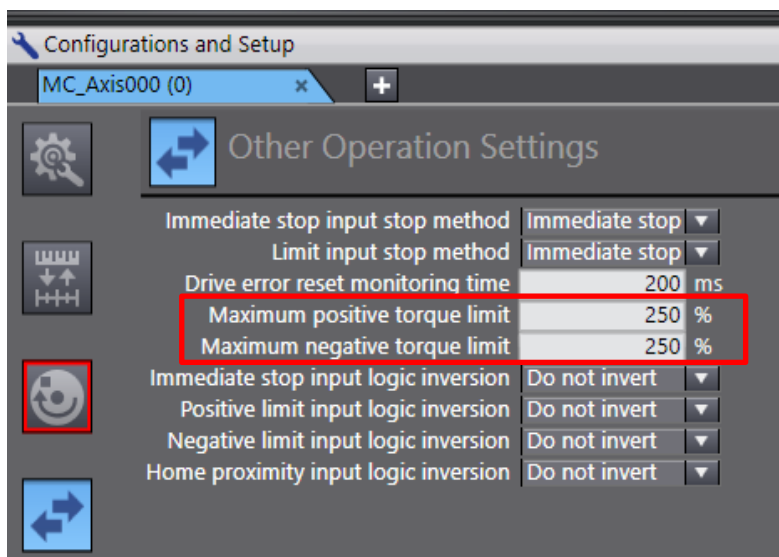 Configurations and Setup
MC_Axis000 (0) × +
Other Operation Settings
Immediate stop input stop method Immediate stop
Limit input stop method Immediate stop
Drive error reset monitoring time 200 ms
Maximum positive torque limit 250 %
Maximum negative torque limit 250 %
Immediate stop input logic inversion Do not invert
Positive limit input logic inversion Do not invert
Negative limit input logic inversion Do not invert
Home proximity input logic inversion Do not invert